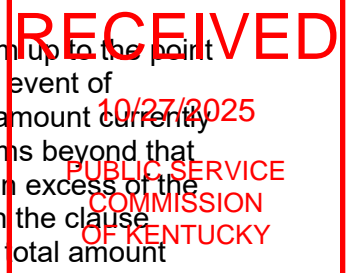 RECEIVED
10/27/2025
PUBLIC SERVICE
COMMISSION
OF KENTUCKY
up to the point
event of
amount currently
beyond that
excess of the
the clause
total amount